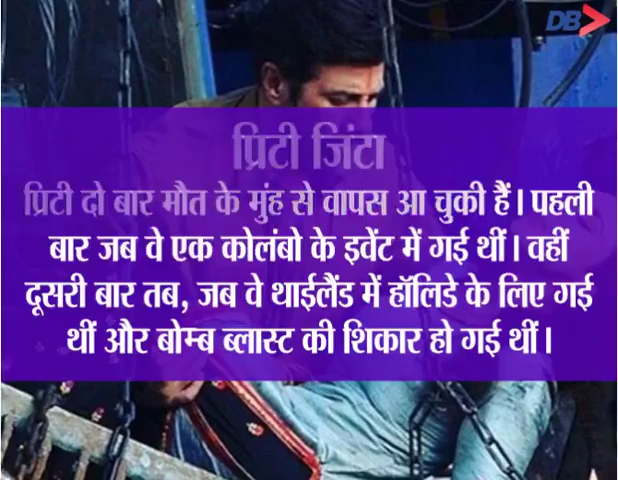 DB
प्रिटी जिंटा
प्रिटी दो बार मौत के मुंह से वापस आ चुकी हैं। पहली
बार जब वे एक कोलंबो के इवेंट में गई थीं। वहीं
दूसरी बार तब, जब वे थाईलैंड में हॉलिडे के लिए गई
थीं और बोम्ब ब्लास्ट की शिकार हो गई थीं।